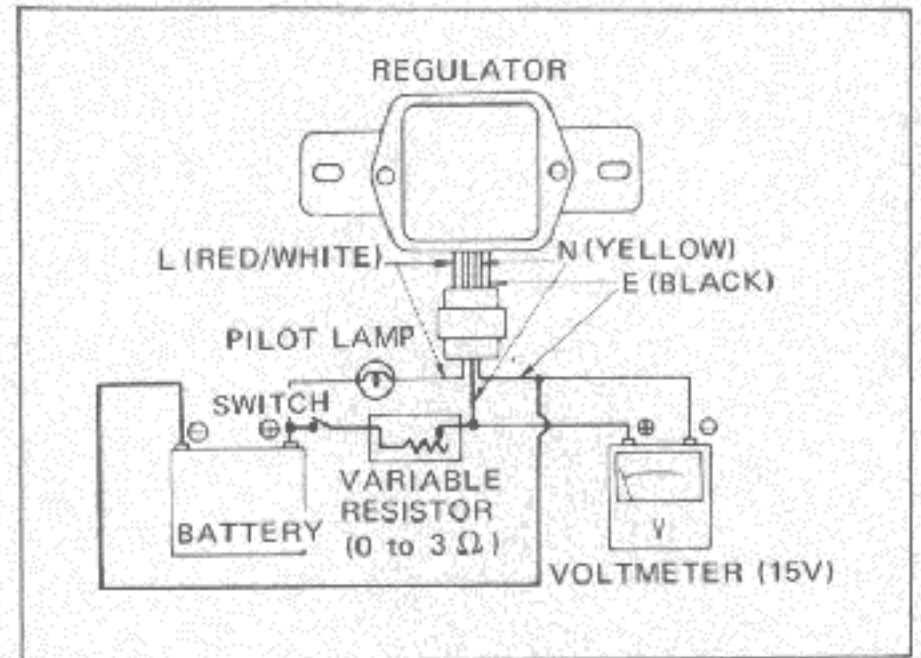 REGULATOR
L (RED/WHITE)
N (YELLOW)
E (BLACK)
PILOT LAMP
SWITCH
⊖
⊕
⊕
⊖
VARIABLE
RESISTOR
(0 to 3 Ω)
BATTERY
V
VOLTMETER (15V)